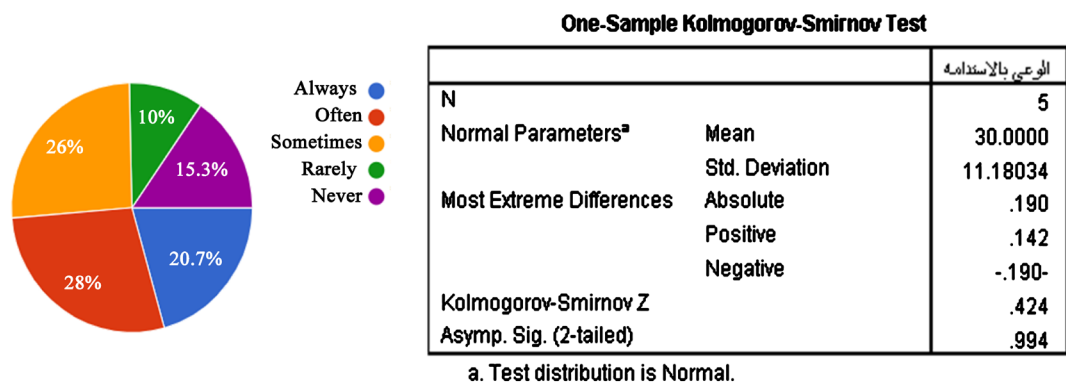 Always
Often
Sometimes
Rarely
Never
10%
26%
15.3%
20.7%
28%
One-Sample Kolmogorov-Smirnov Test
الوعي بالاستدامه
N 5
Normal Parametersᵃ Mean 30.0000
Std. Deviation 11.18034
Most Extreme Differences Absolute .190
Positive .142
Negative -.190-
Kolmogorov-Smirnov Z .424
Asymp. Sig. (2-tailed) .994
a. Test distribution is Normal.